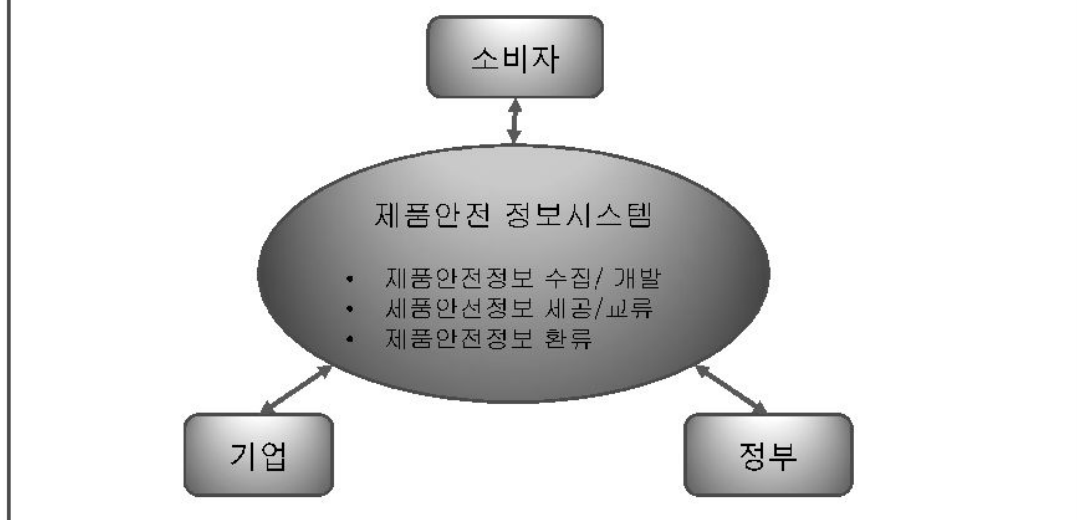 소비자
제품안전 정보시스템
• 제품안전정보 수집/ 개발
• 세품안선정보 세공/교류
• 제품안전정보 환류
기업
정부